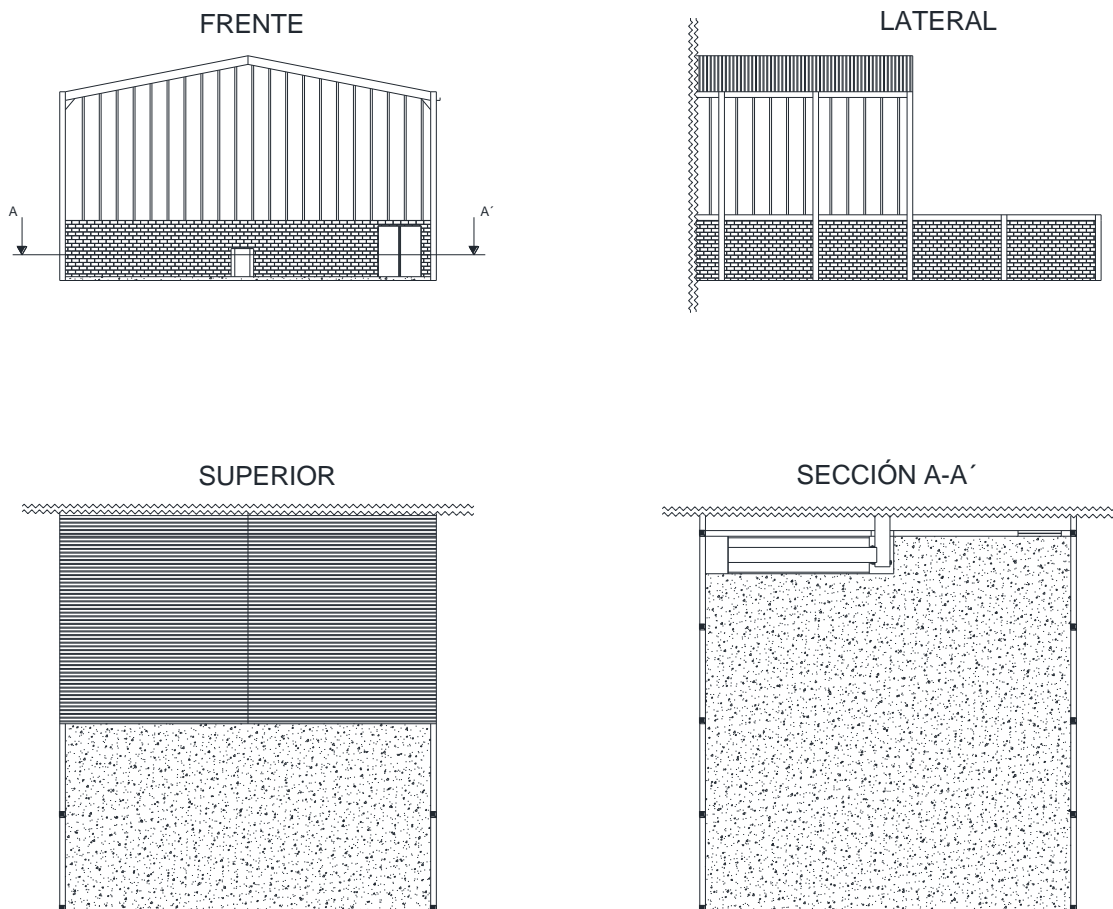 FRENTE
LATERAL
A
A´
SUPERIOR
SECCIÓN A-A´